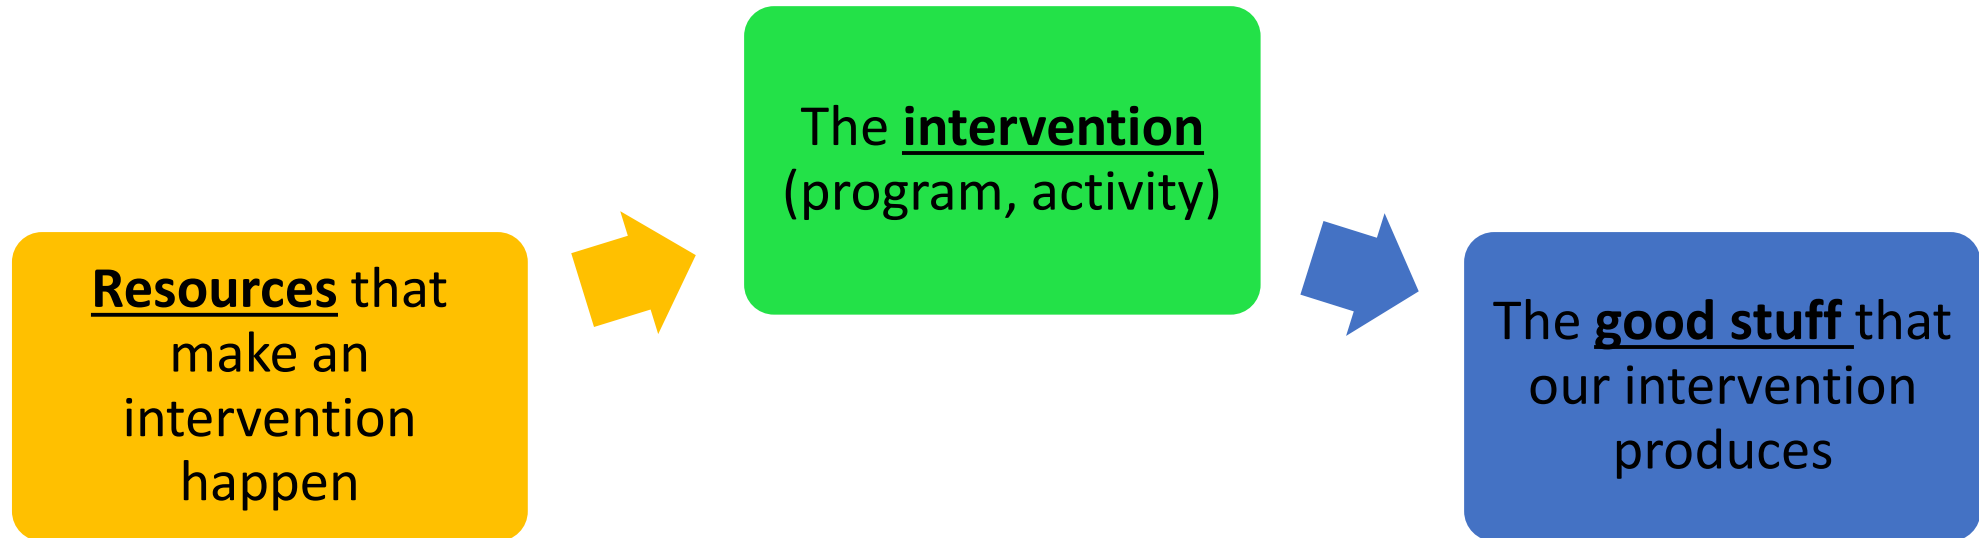 Resources that
make an
intervention
happen
The intervention
(program, activity)
The good stuff that
our intervention
produces